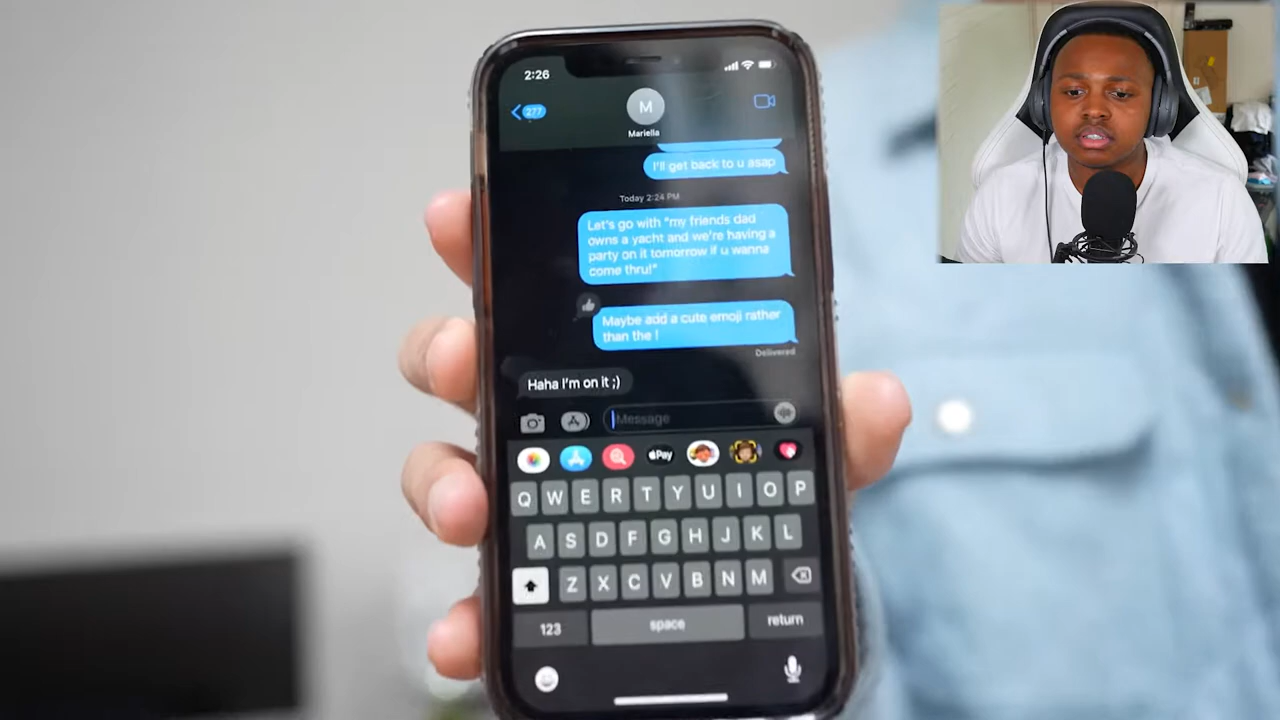 2:26
277
M
Mariella
I'll get back to u asap
Today 2:24 PM
Let's go with "my friends dad
owns a yacht and we're having a
party on it tomorrow if u wanna
come thru!"
Maybe add a cute emoji rather
than the !
Delivered
Haha I'm on it ;)
Message
Pay
Q W E R T Y U I O P
A S D F G H J K L
Z X C V B N M
123 space return